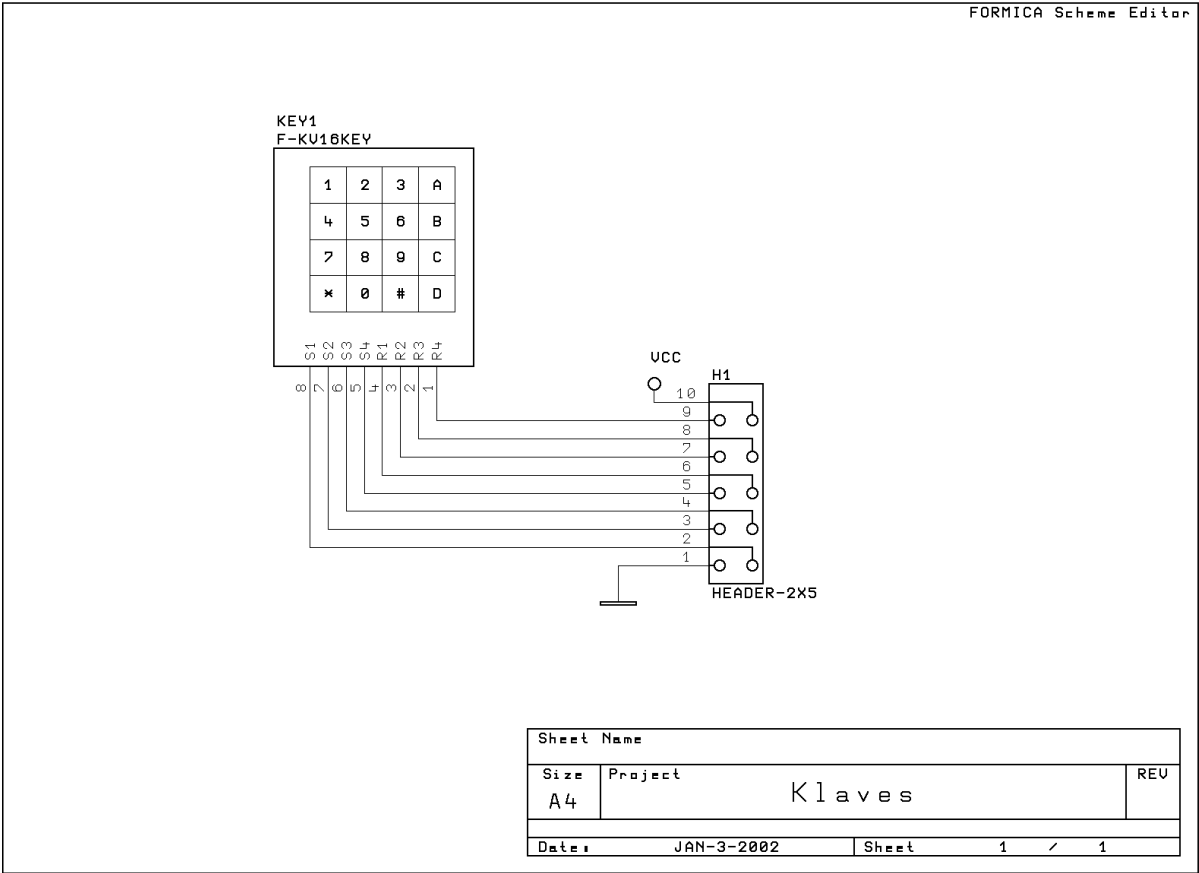 FORMICA Scheme Editor
KEY1
F-KV16KEY
1 2 3 A
4 5 6 B
7 8 9 C
* 0 # D
S1 S2 S3 S4 R1 R2 R3 R4
8 7 6 5 4 3 2 1
VCC
H1
10
9
8
7
6
5
4
3
2
1
HEADER-2X5
Sheet Name
Size Project REV
A4 Klaves
Date: JAN-3-2002 Sheet 1 / 1